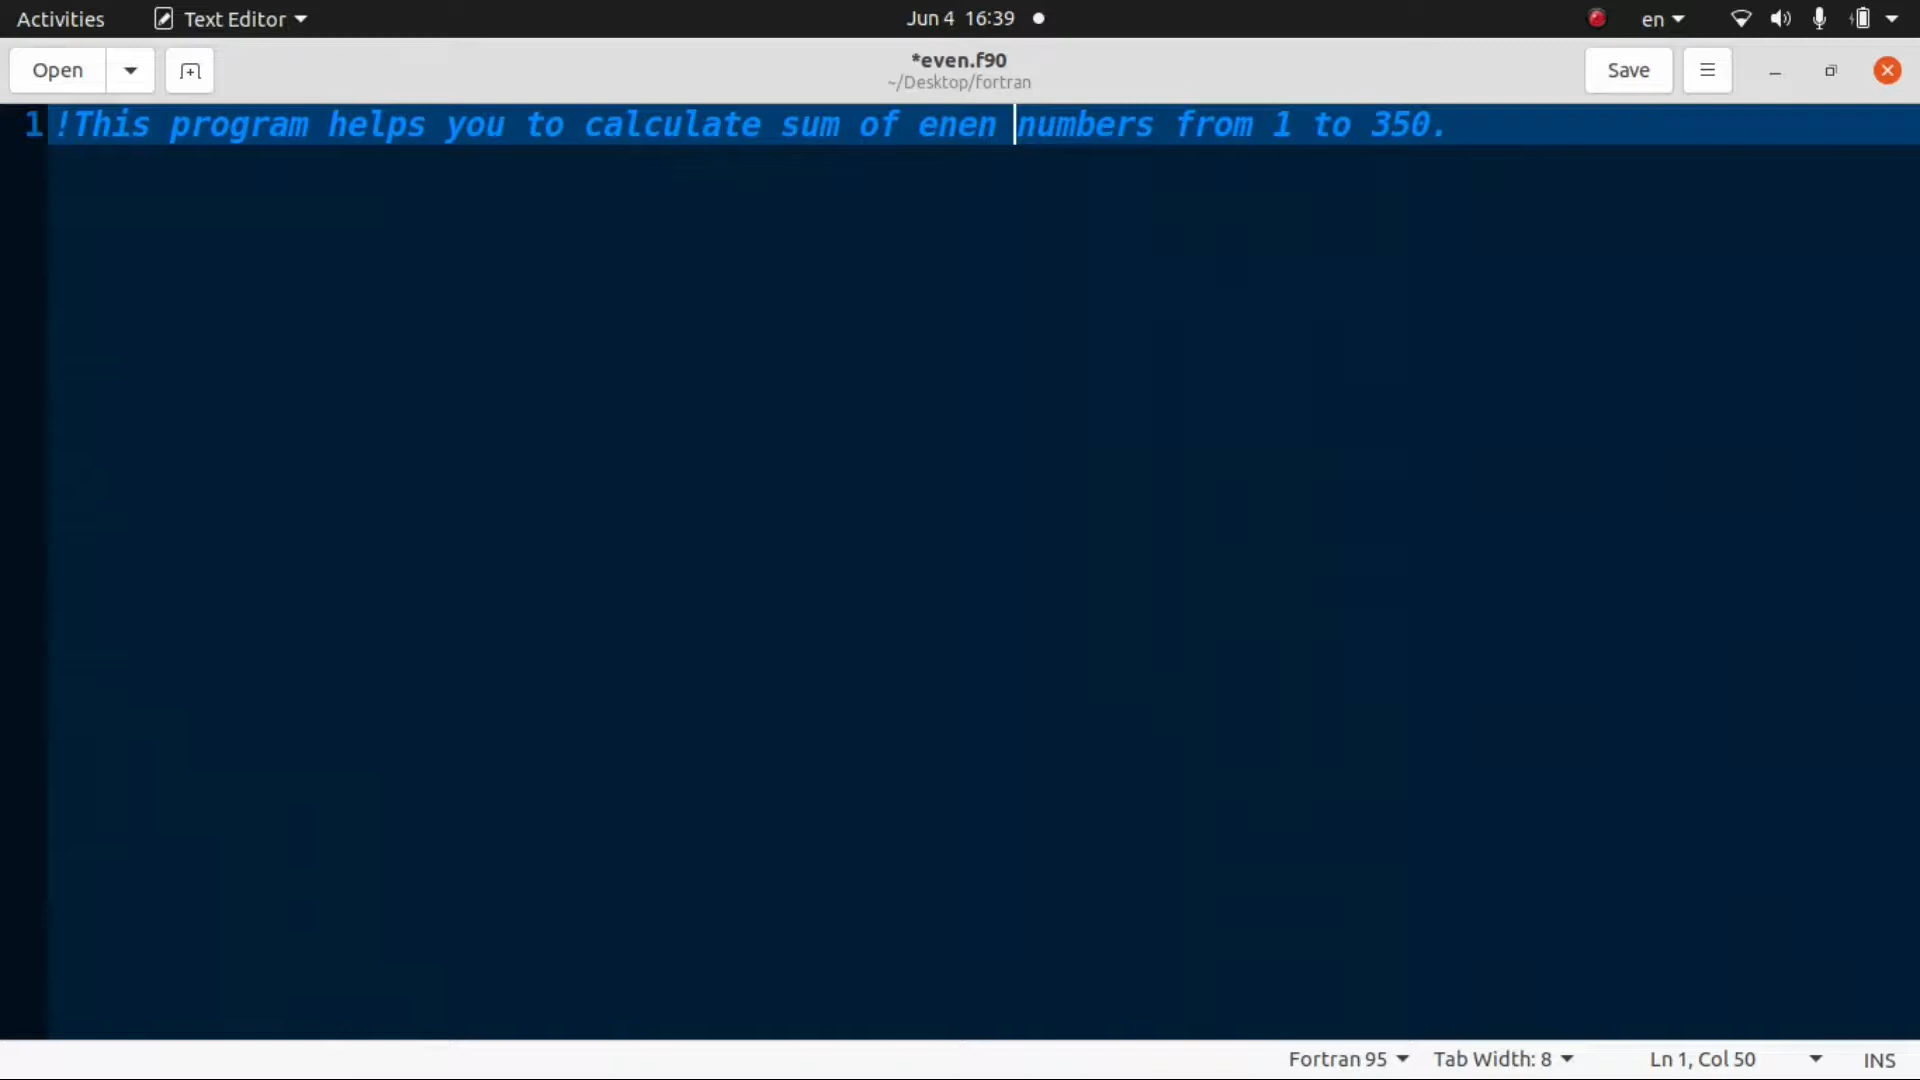 Activities Text Editor Jun 4 16:39 en
Open *even.f90 Save
~/Desktop/fortran
1 !This program helps you to calculate sum of enen numbers from 1 to 350.
Fortran 95 Tab Width: 8 Ln 1, Col 50 INS